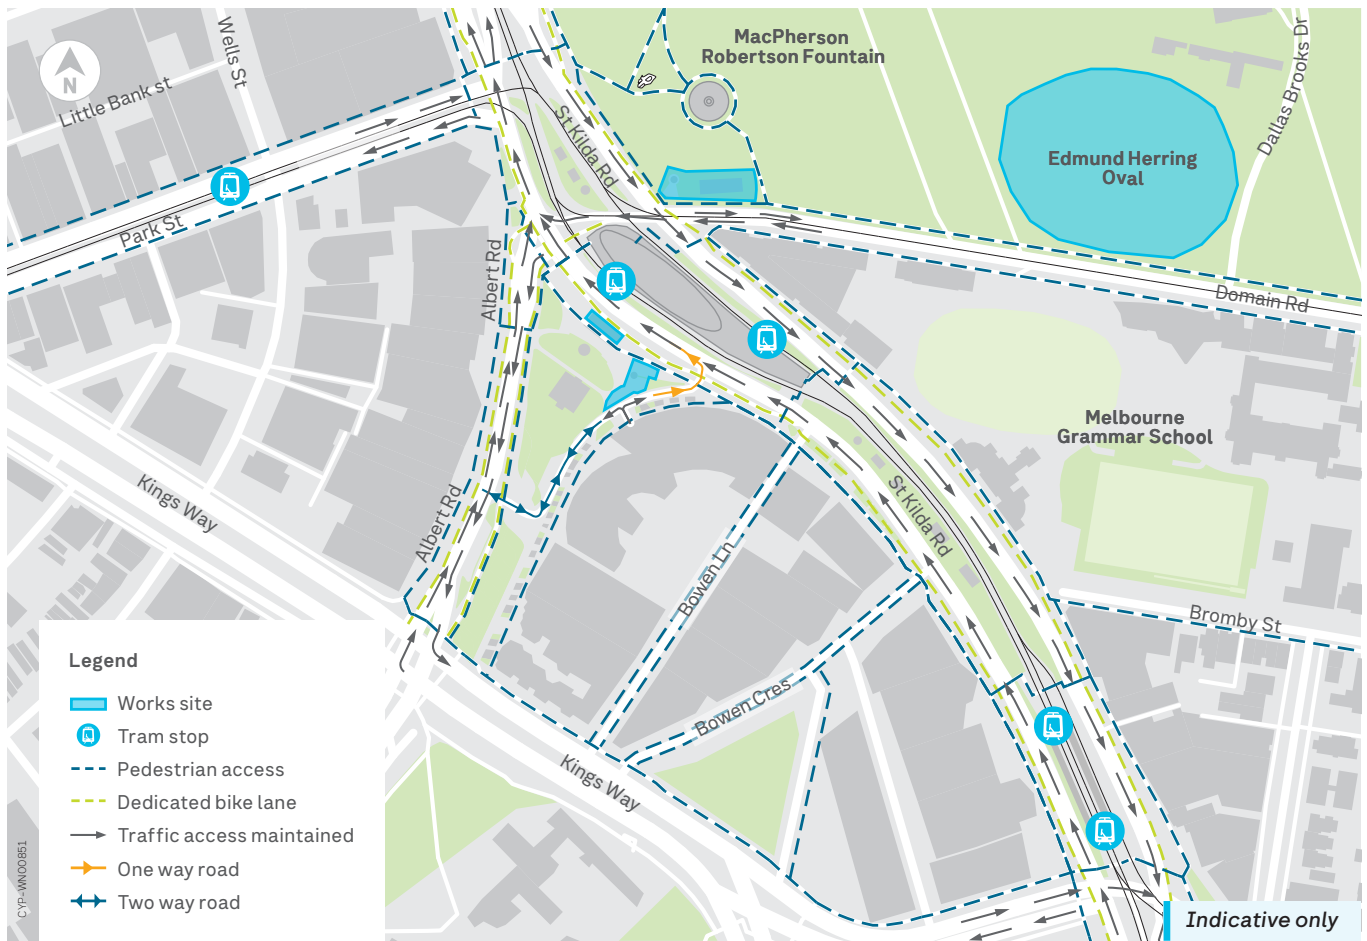 MacPherson
Robertson Fountain
Wells St
Little Bank st
N
St Kilda Rd
Dallas Brooks Dr
Edmund Herring
Oval
Park St
Albert Rd
Domain Rd
Melbourne
Grammar School
Kings Way
Albert Rd
St Kilda Rd
Bowen Ln
Bromby St
Bowen Cres
Kings Way
Legend
Works site
Tram stop
Pedestrian access
Dedicated bike lane
Traffic access maintained
One way road
Two way road
CYP-WN00851
Indicative only